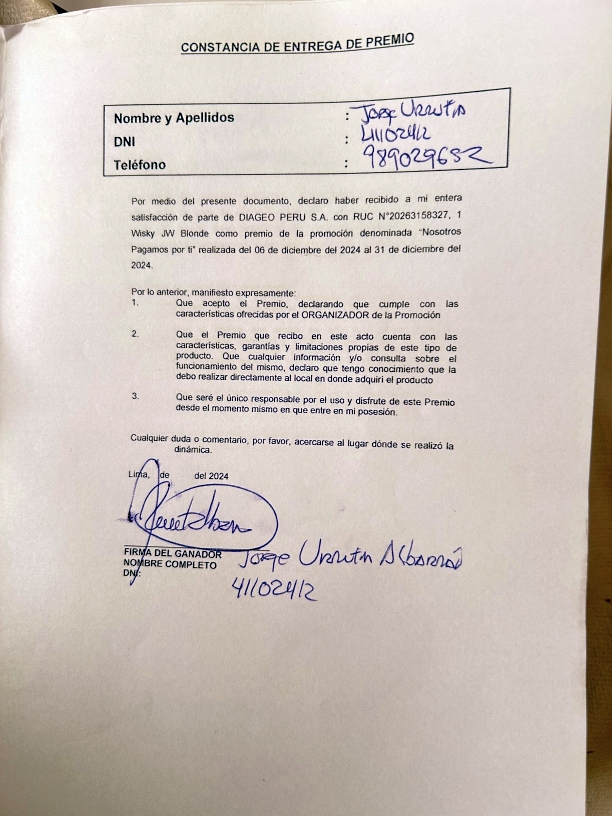 CONSTANCIA DE ENTREGA DE PREMIO
Nombre y Apellidos : Jorge Urrutia
DNI : 41102412
Teléfono : 989029652
Por medio del presente documento, declaro haber recibido a mi entera
satisfacción de parte de DIAGEO PERU S.A. con RUC N°20263158327, 1
Wisky JW Blonde como premio de la promoción denominada "Nosotros
Pagamos por ti" realizada del 06 de diciembre del 2024 al 31 de diciembre del
2024.
Por lo anterior, manifiesto expresamente:
1. Que acepto el Premio, declarando que cumple con las
características ofrecidas por el ORGANIZADOR de la Promoción
2. Que el Premio que recibo en este acto cuenta con las
características, garantías y limitaciones propias de este tipo de
producto. Que cualquier información y/o consulta sobre el
funcionamiento del mismo, declaro que tengo conocimiento que la
debo realizar directamente al local en donde adquirí el producto
3. Que seré el único responsable por el uso y disfrute de este Premio
desde el momento mismo en que entre en mi posesión.
Cualquier duda o comentario, por favor, acercarse al lugar dónde se realizó la
dinámica.
Lima, de del 2024
FIRMA DEL GANADOR
NOMBRE COMPLETO Jorge Urrutia Albarrá
DNI: 41102412